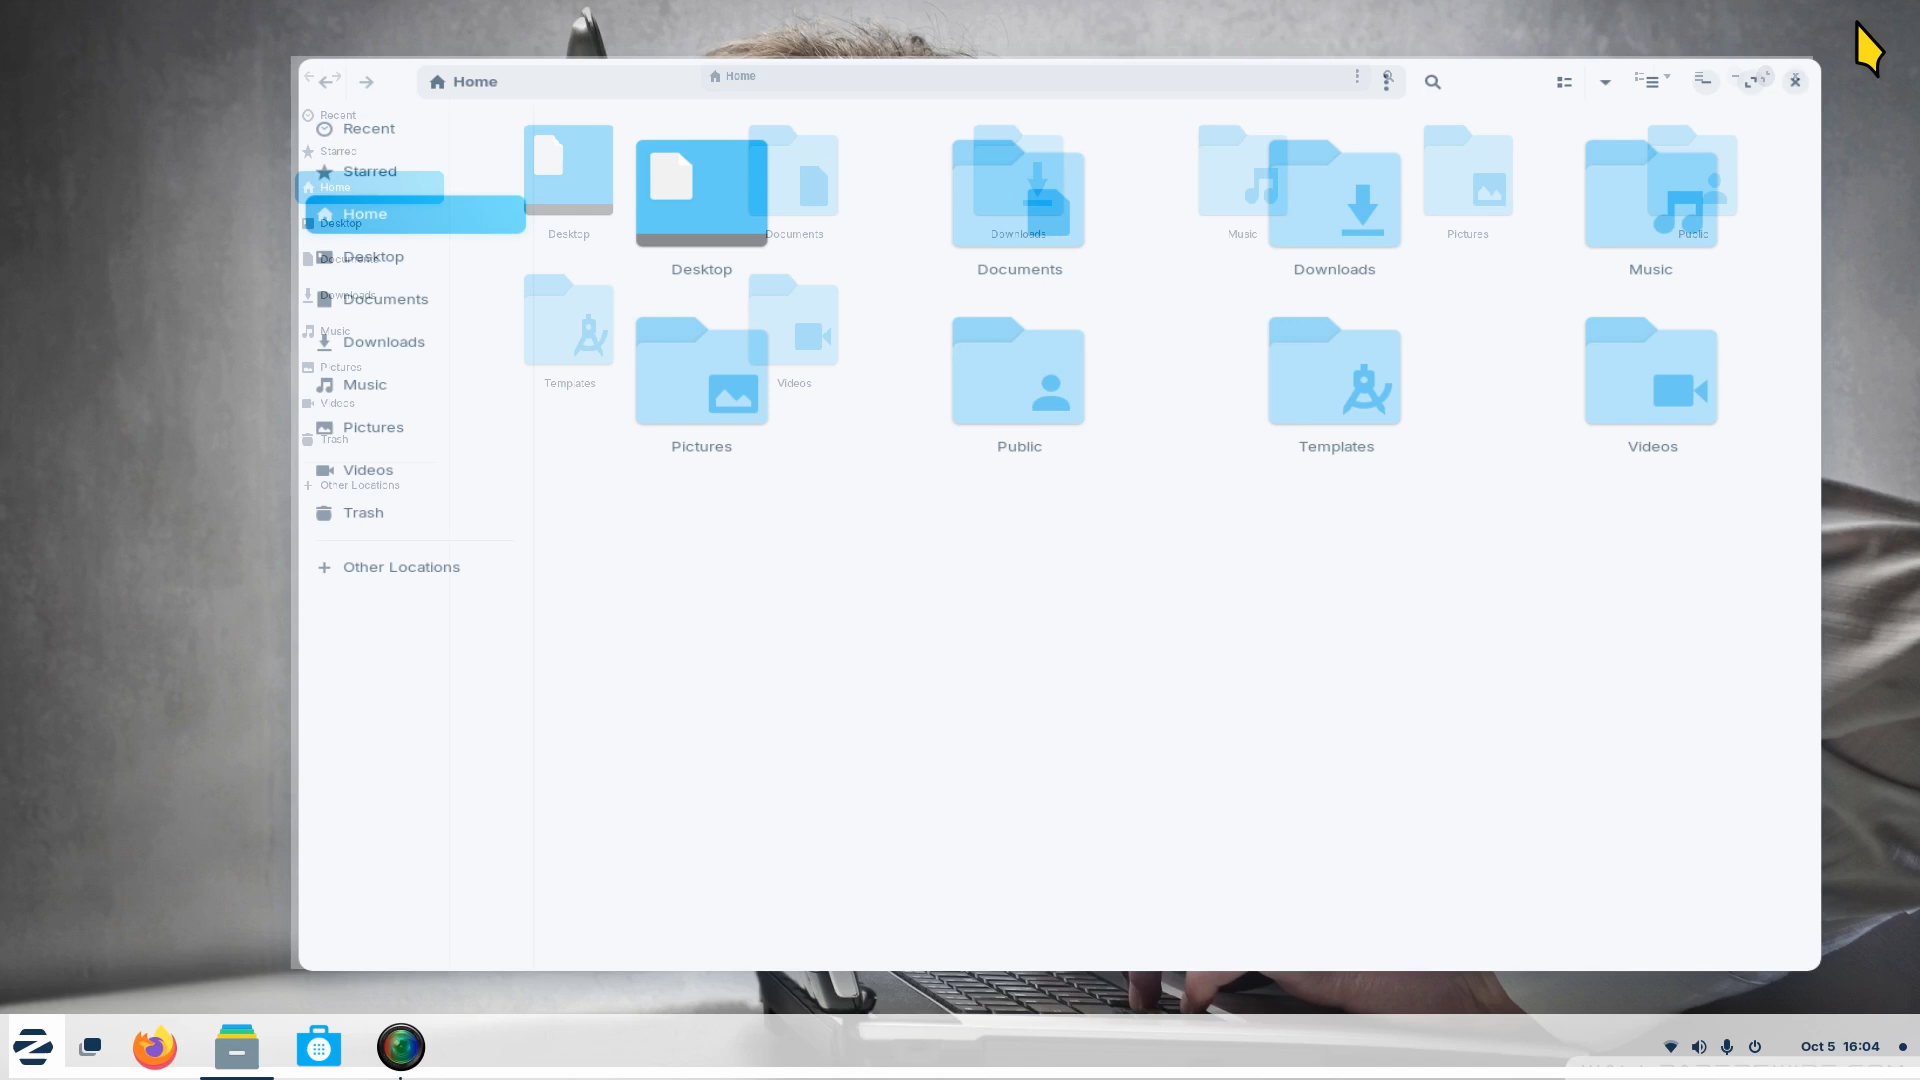 Home
Home
Recent
Recent
Starred
Starred
Home
Home
Desktop
Desktop
Documents
Documents
Downloads
Downloads
Music
Music
Pictures
Pictures
Videos
Videos
Trash
Trash
Other Locations
Other Locations
Desktop
Documents
Downloads
Music
Pictures
Public
Desktop
Documents
Downloads
Music
Templates
Videos
Pictures
Public
Templates
Videos
Oct 5 16:04